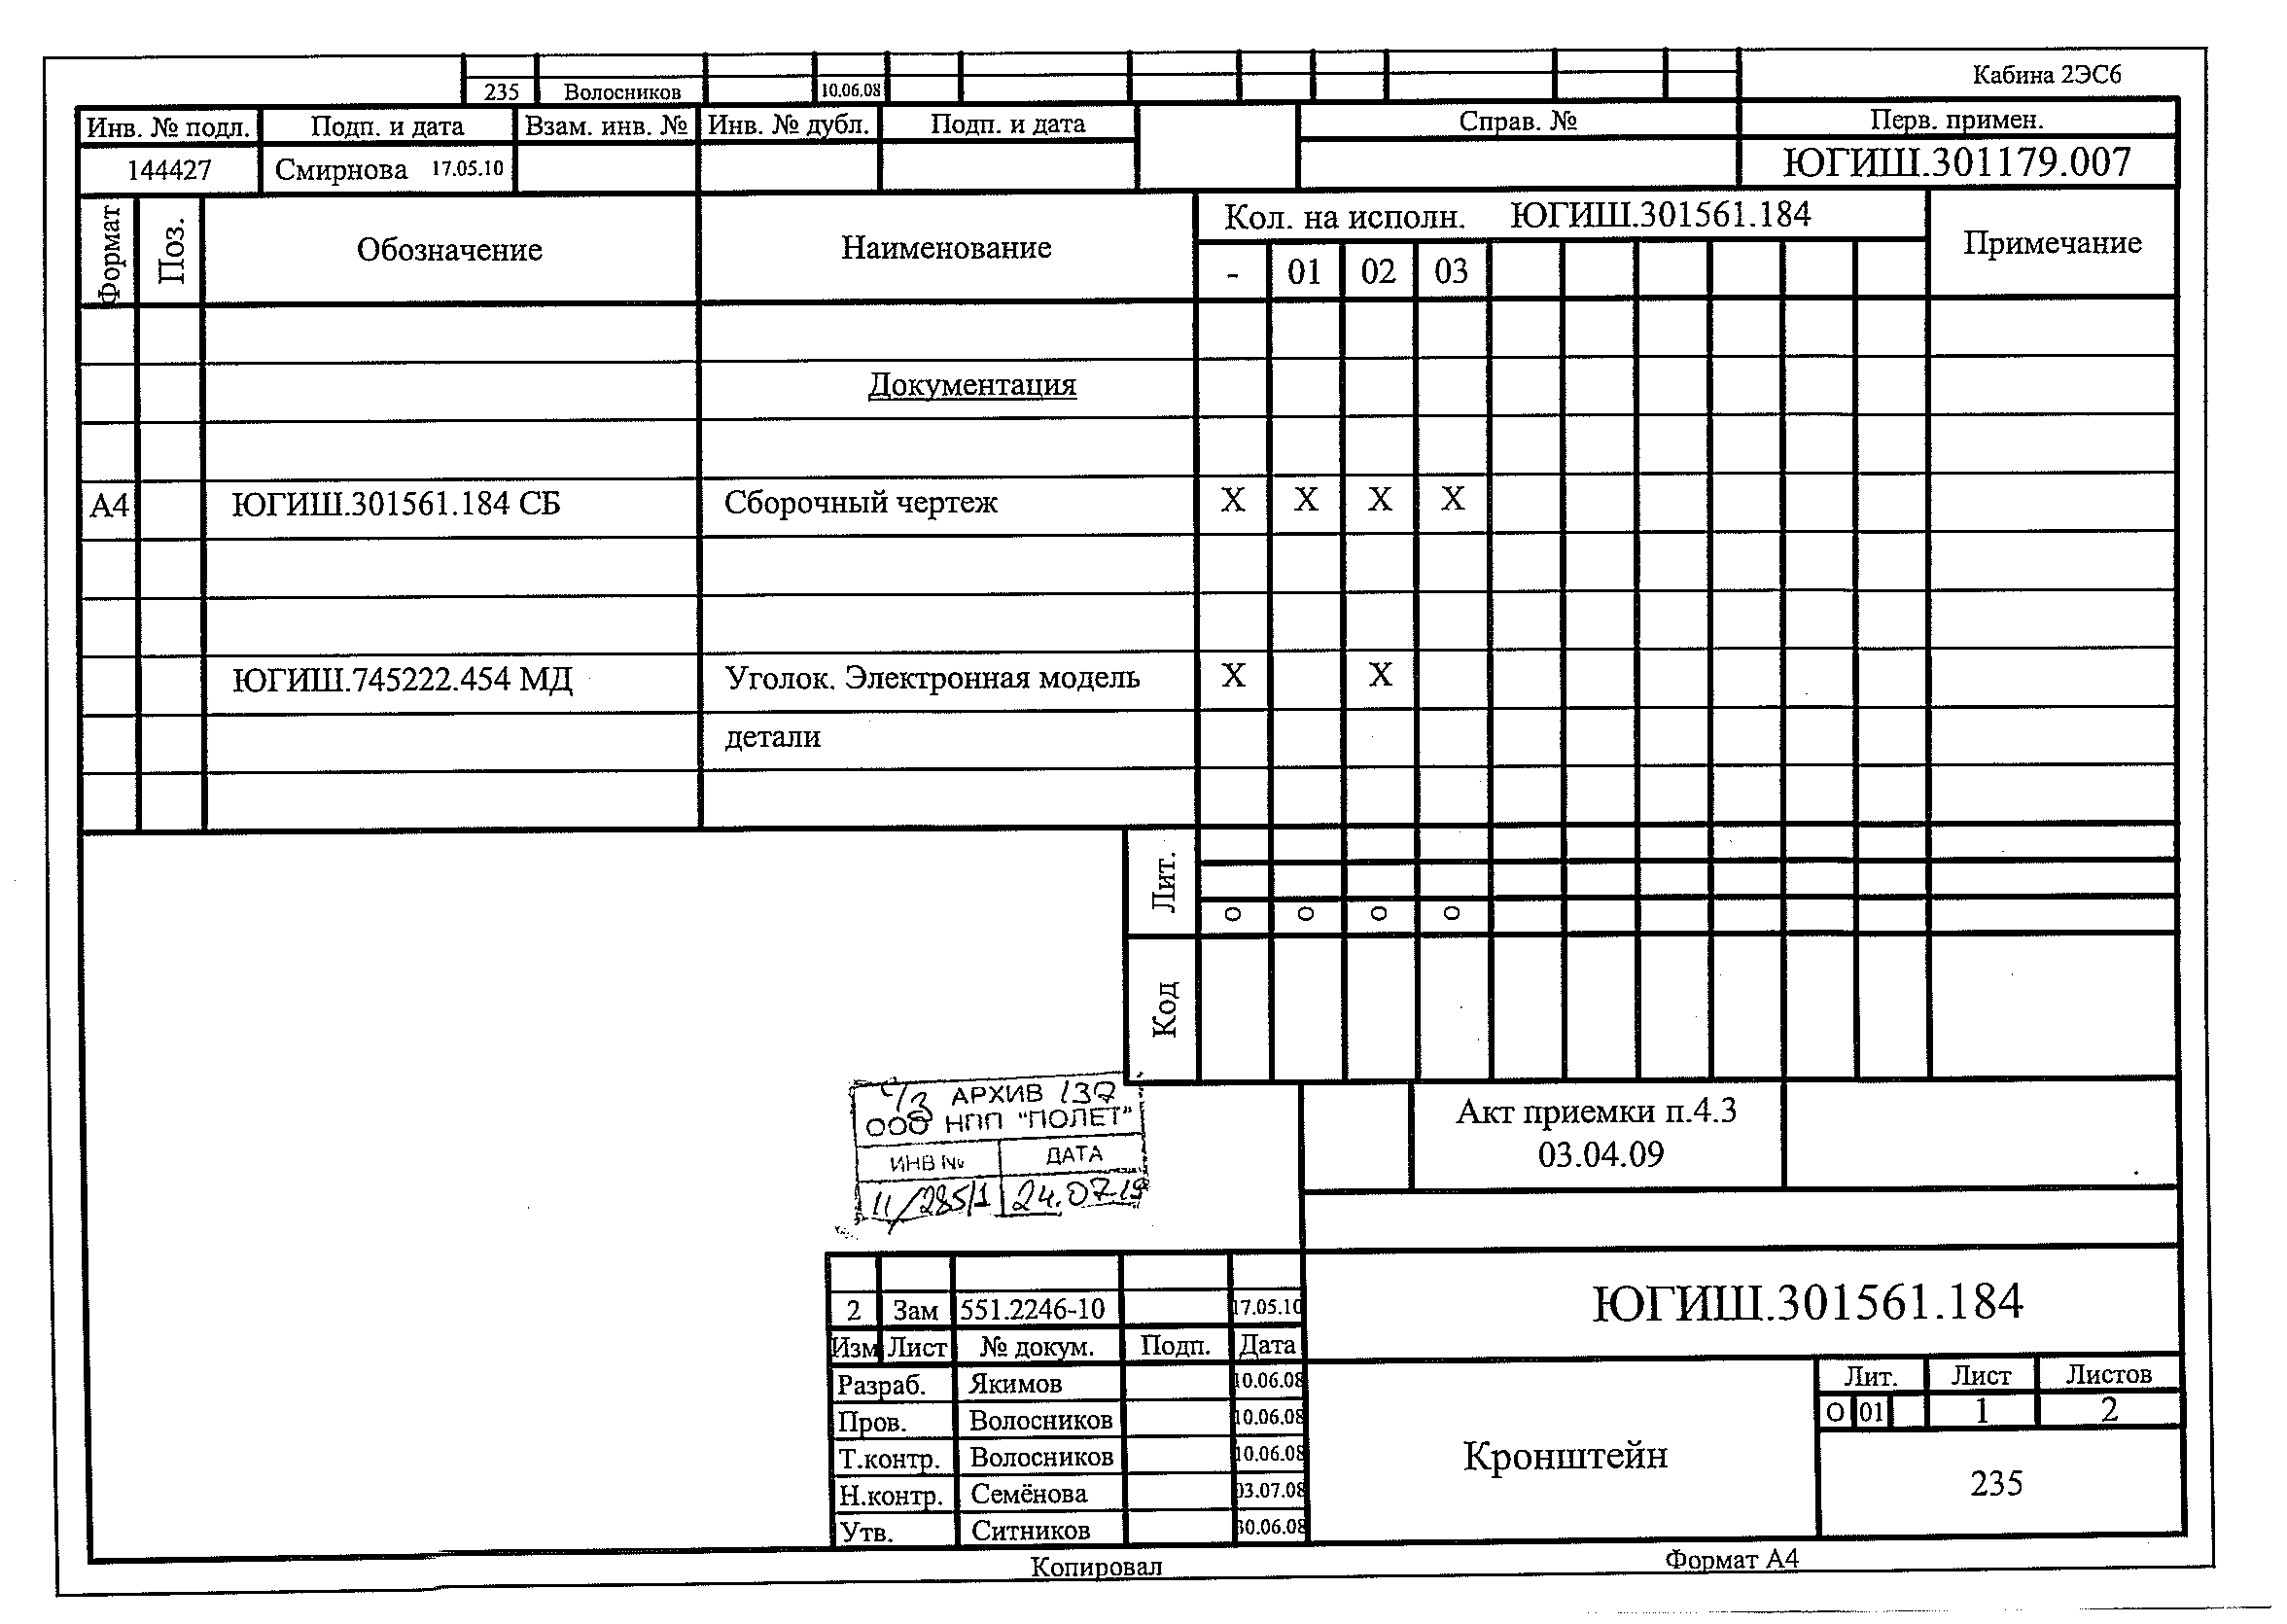 Кабина 2ЭС6
235 Волосников 10.06.08
Инв. № подл. Подп. и дата Взам. инв. № Инв. № дубл. Подп. и дата Справ. № Перв. примен.
144427 Смирнова 17.05.10 ЮГИШ.301179.007
Формат Поз. Обозначение Наименование Кол. на исполн. ЮГИШ.301561.184 Примечание
- 01 02 03
Документация
А4 ЮГИШ.301561.184 СБ Сборочный чертеж Х Х Х Х
ЮГИШ.745222.454 МД Уголок. Электронная модель Х Х
детали
Лит.
О О О О
Код
АРХИВ
ООО НПП "ПОЛЕТ"
ИНВ № ДАТА
11/285/1 24.07.19
Акт приемки п.4.3
03.04.09
2 Зам 551.2246-10 17.05.10
Изм Лист № докум. Подп. Дата
ЮГИШ.301561.184
Разраб. Якимов 10.06.08
Пров. Волосников 10.06.08
Т.контр. Волосников 10.06.08
Н.контр. Семёнова 03.07.08
Утв. Ситников 30.06.08
Кронштейн
Лит. Лист Листов
О 01 1 2
235
Копировал Формат А4